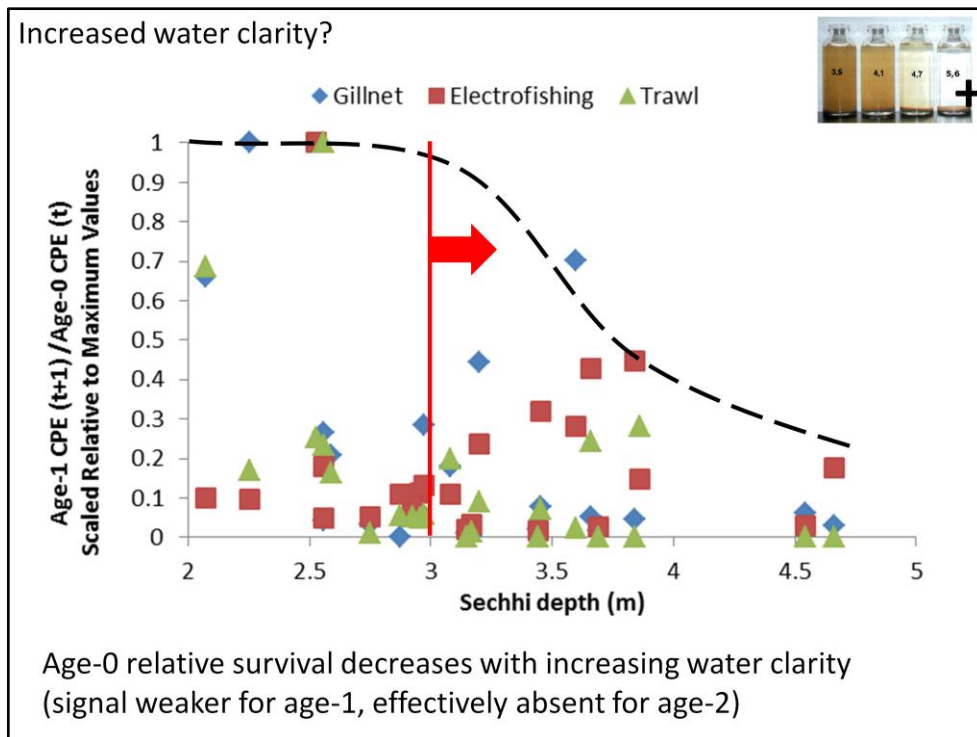 Increased water clarity?
3,5 4,1 4,7 5,6 +
Gillnet Electrofishing Trawl
1
0.9
0.8
0.7
0.6
0.5
0.4
0.3
0.2
0.1
0
Age-1 CPE (t+1) /Age-0 CPE (t)
Scaled Relative to Maximum Values
2 2.5 3 3.5 4 4.5 5
Sechhi depth (m)
Age-0 relative survival decreases with increasing water clarity
(signal weaker for age-1, effectively absent for age-2)